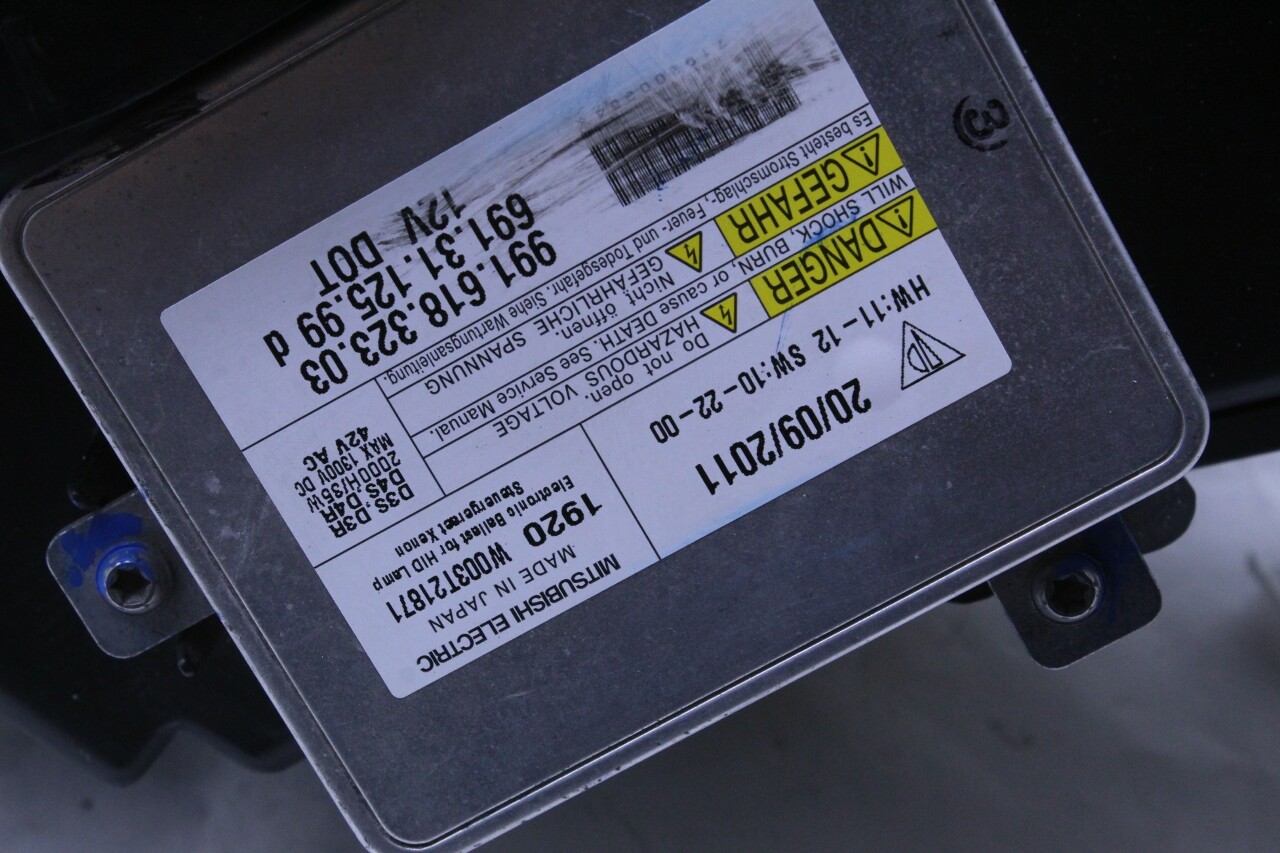 MITSUBISHI ELECTRIC
MADE IN JAPAN
1920 W003T21871
Electronic Ballast for HID Lamp
Steuergeraet Xenon
20/09/2011
HW:11-12 SW:10-22-00
D3S,D3R
D4S,D4R
2000H/35W
MAX 1300V DC
42V AC
DANGER
HAZARDOUS VOLTAGE
Do not open.
WILL SHOCK, BURN, or cause DEATH. See Service Manual.
GEFAHR
GEFÄHRLICHE SPANNUNG
Nicht öffnen.
Es besteht Stromschlag, Feuer- und Todesgefahr. Siehe Wartungsanleitung.
991.618.323.03
691.31.125.99 d
12V DOT